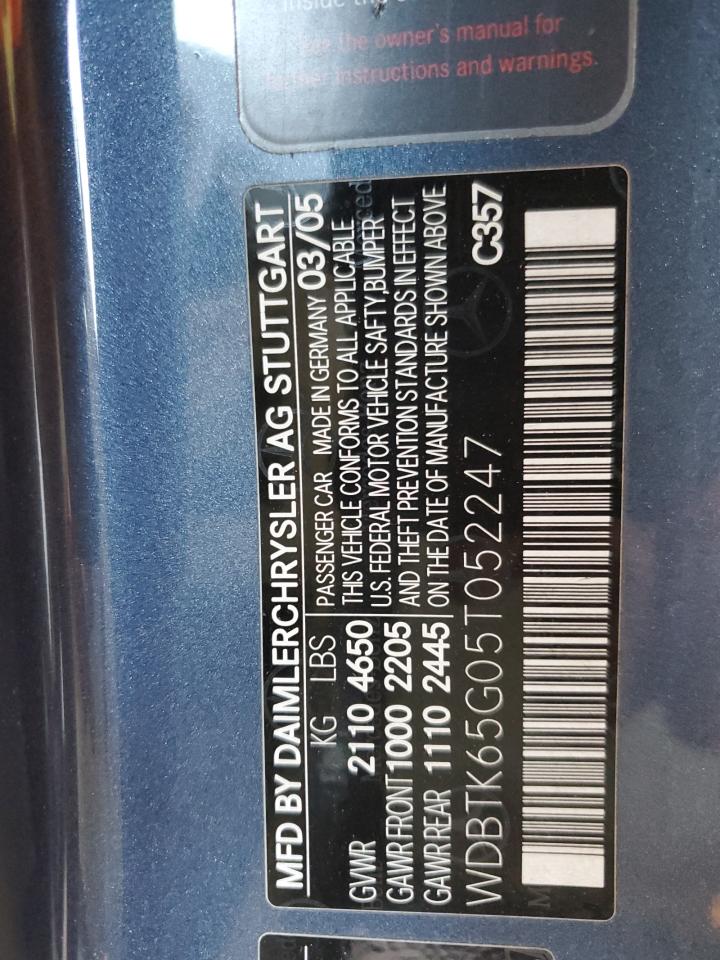 the owner's manual for
instructions and warnings.
MFD BY DAIMLERCHRYSLER AG STUTTGART
KG LBS
GVWR 2110 4650
GAWR FRONT 1000 2205
GAWR REAR 1110 2445
PASSENGER CAR MADE IN GERMANY 03/05
THIS VEHICLE CONFORMS TO ALL APPLICABLE
U.S. FEDERAL MOTOR VEHICLE SAFTY,BUMPER
AND THEFT PREVENTION STANDARDS IN EFFECT
ON THE DATE OF MANUFACTURE SHOWN ABOVE
WDBTK65G05T052247 C357